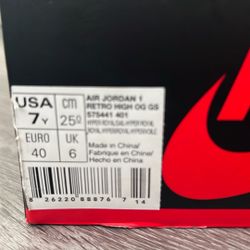 USA
7Y
cm
25
EURO
40
UK
6
AIR JORDAN 1
RETRO HIGH OG GS
575441 401
Made in China/
Fabriqué en Chine/
Hecho en China
8 26220 88876 7 14